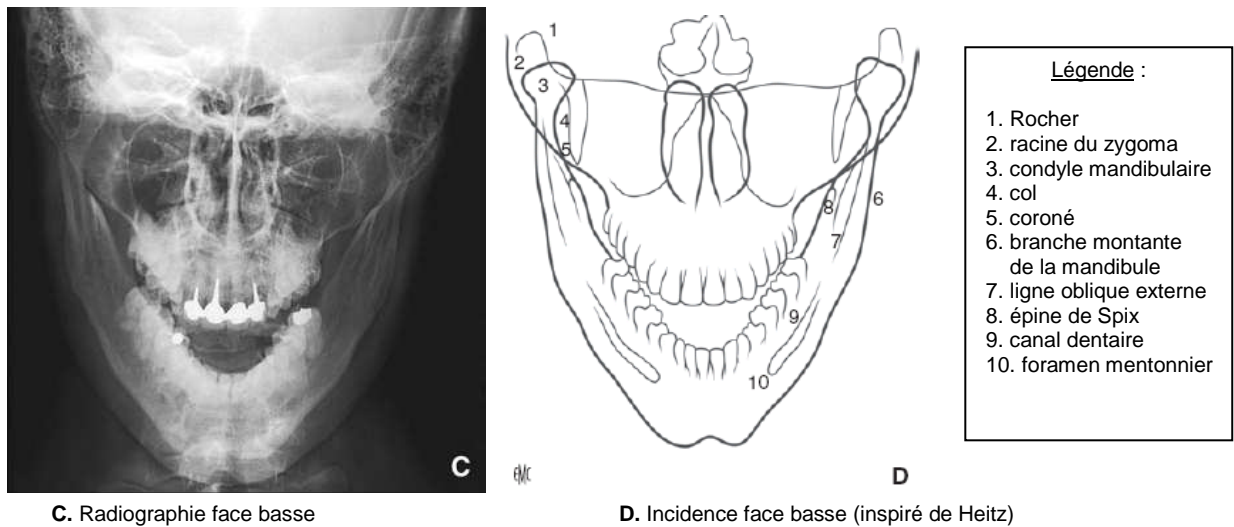 C
1
2
3
4
5
6
7
8
9
10
EMC
D
Légende :
1. Rocher
2. racine du zygoma
3. condyle mandibulaire
4. col
5. coroné
6. branche montante
de la mandibule
7. ligne oblique externe
8. épine de Spix
9. canal dentaire
10. foramen mentonnier
C. Radiographie face basse
D. Incidence face basse (inspiré de Heitz)